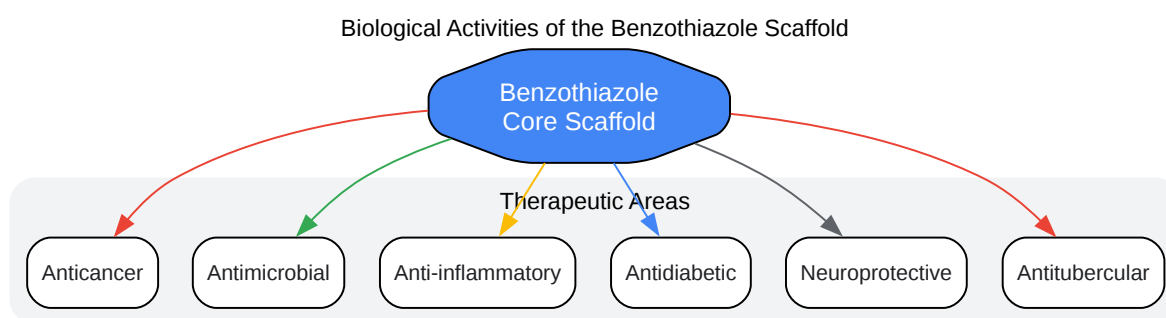 Biological Activities of the Benzothiazole Scaffold
Benzothiazole
Core Scaffold
Therapeutic Areas
Anticancer
Antimicrobial
Anti-inflammatory
Antidiabetic
Neuroprotective
Antitubercular